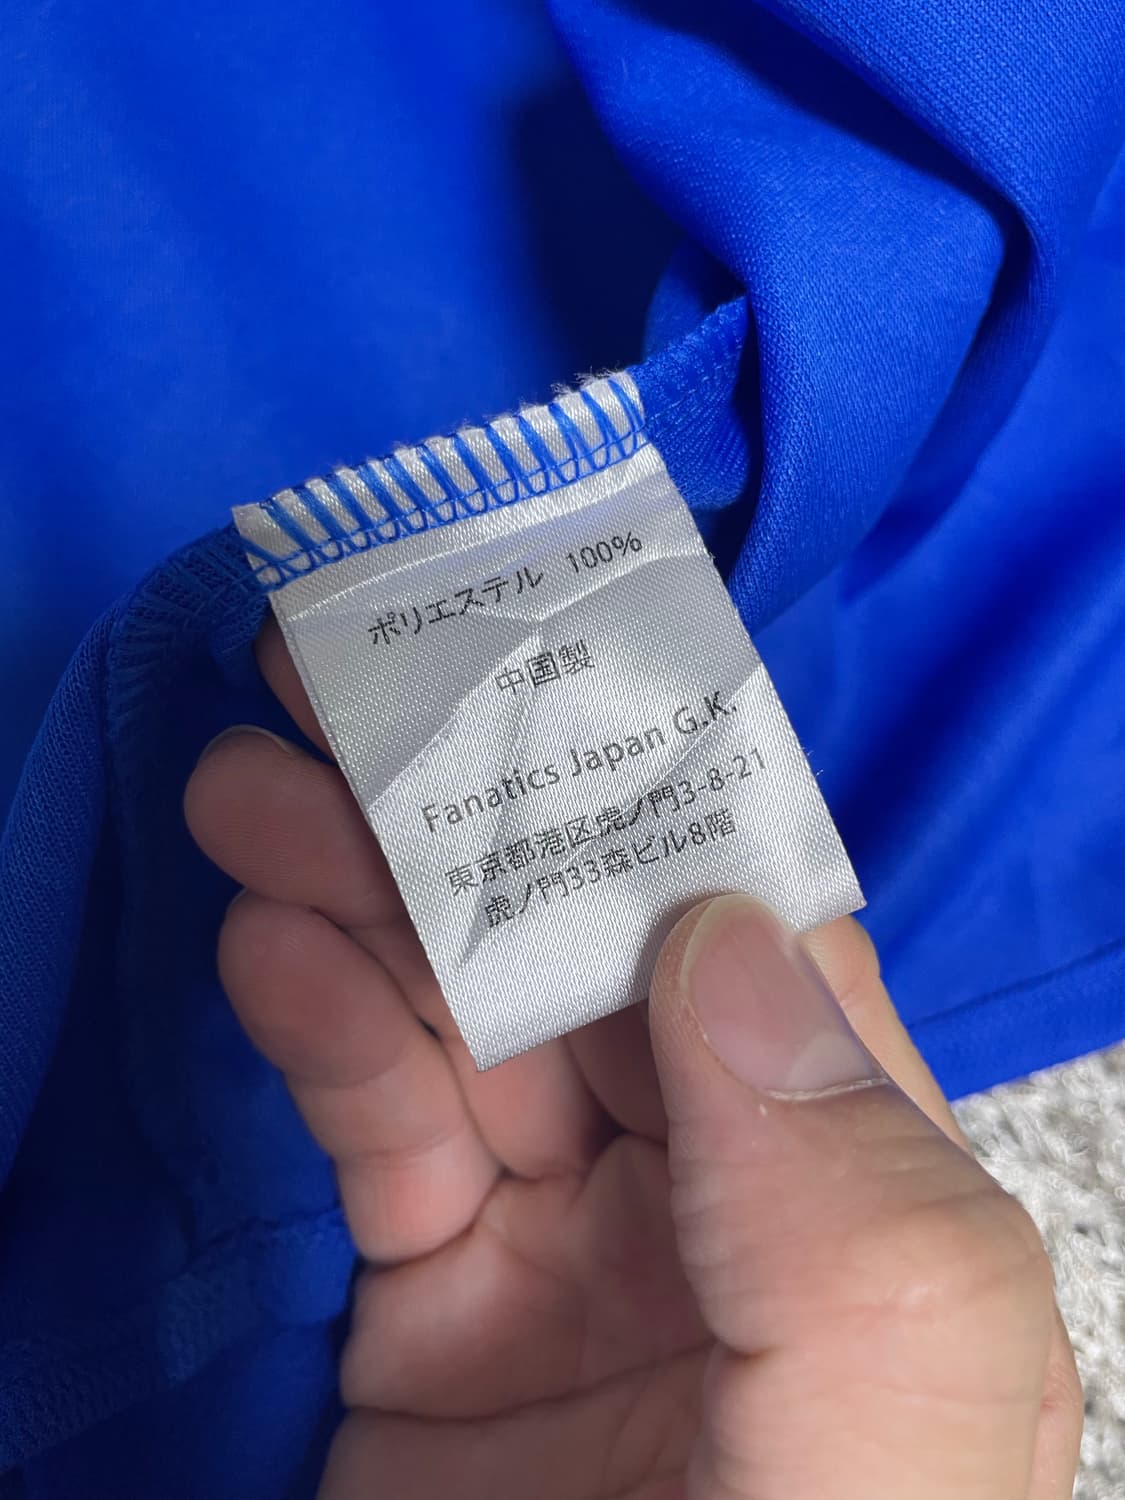 ポリエステル 100%
中国製
Fanatics Japan G.K.
東京都港区虎ノ門3-8-21
虎ノ門33森ビル8階